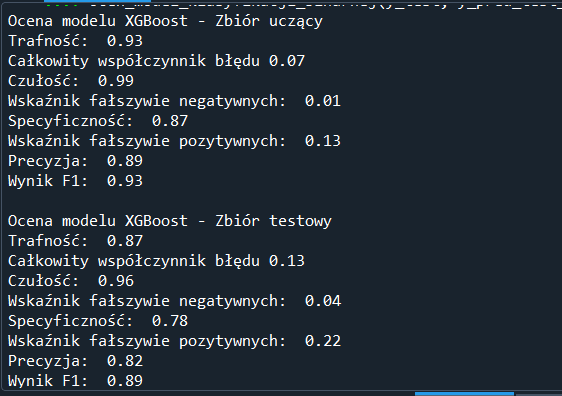 Ocena modelu XGBoost - Zbiór uczący
Trafność:  0.93
Całkowity współczynnik błędu 0.07
Czułość:  0.99
Wskaźnik fałszywie negatywnych:  0.01
Specyficzność:  0.87
Wskaźnik fałszywie pozytywnych:  0.13
Precyzja:  0.89
Wynik F1:  0.93

Ocena modelu XGBoost - Zbiór testowy
Trafność:  0.87
Całkowity współczynnik błędu 0.13
Czułość:  0.96
Wskaźnik fałszywie negatywnych:  0.04
Specyficzność:  0.78
Wskaźnik fałszywie pozytywnych:  0.22
Precyzja:  0.82
Wynik F1:  0.89